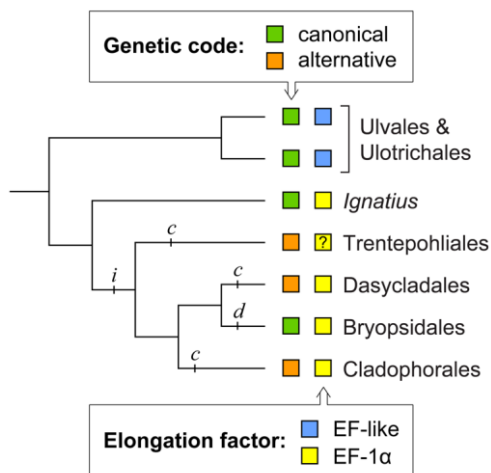 Genetic code:
canonical
alternative
Ulvales &
Ulotrichales
Ignatius
c
? Trentepohliales
i
c
Dasycladales
d
Bryopsidales
c
Cladophorales
Elongation factor:
EF-like
EF-1α